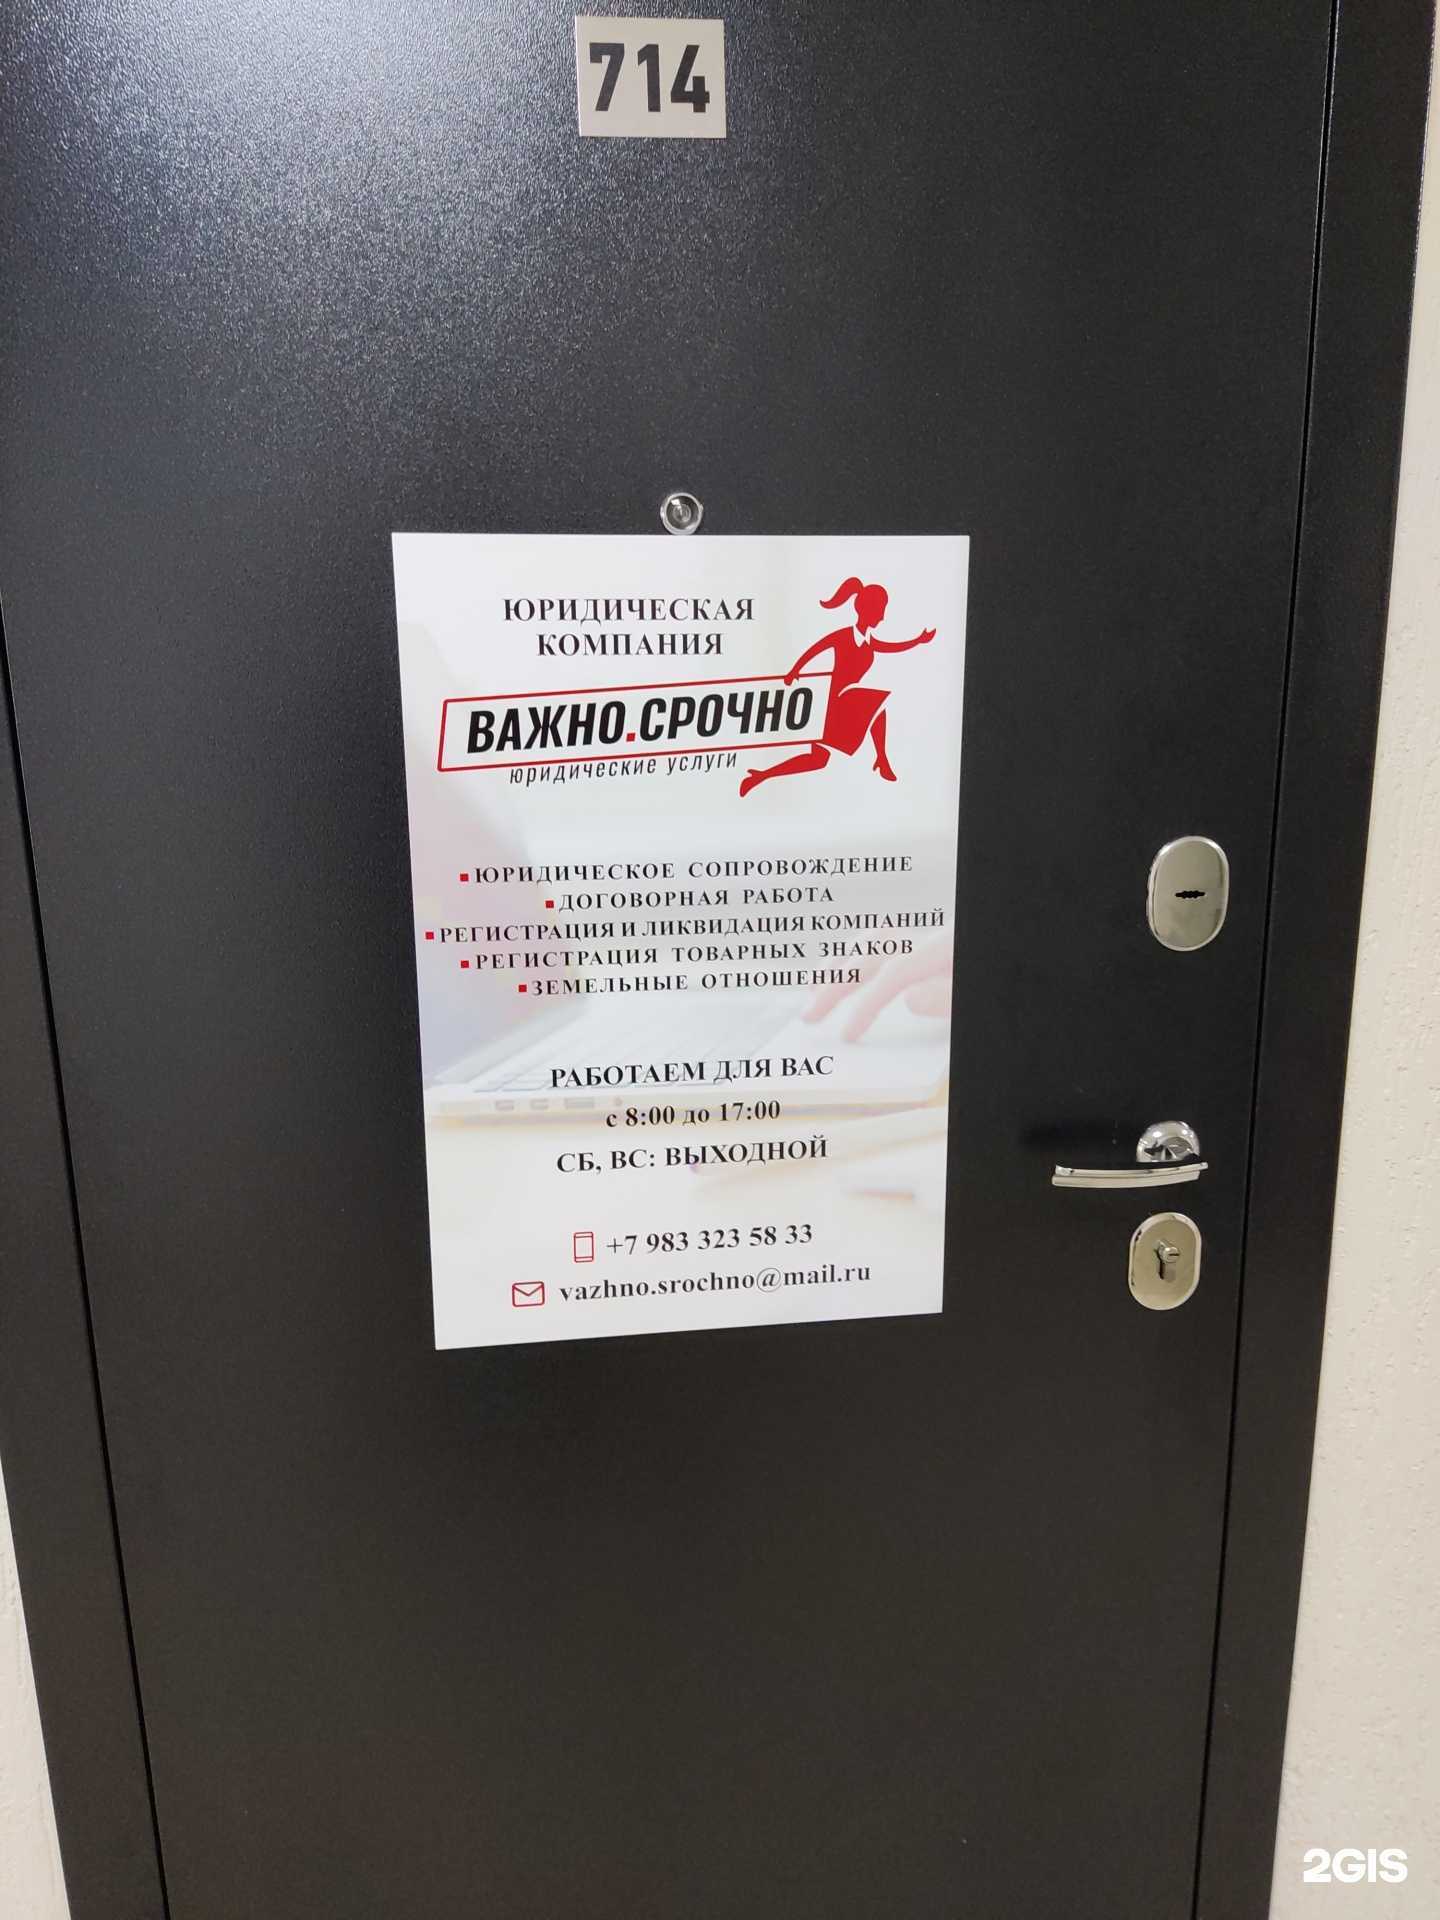 714
ЮРИДИЧЕСКАЯ
КОМПАНИЯ
ВАЖНО.СРОЧНО
юридические услуги
▪ЮРИДИЧЕСКОЕ СОПРОВОЖДЕНИЕ
▪ДОГОВОРНАЯ РАБОТА
▪РЕГИСТРАЦИЯ И ЛИКВИДАЦИЯ КОМПАНИЙ
▪РЕГИСТРАЦИЯ ТОВАРНЫХ ЗНАКОВ
▪ЗЕМЕЛЬНЫЕ ОТНОШЕНИЯ
РАБОТАЕМ ДЛЯ ВАС
с 8:00 до 17:00
СБ, ВС: ВЫХОДНОЙ
+7 983 323 58 33
vazhno.srochno@mail.ru
2GIS